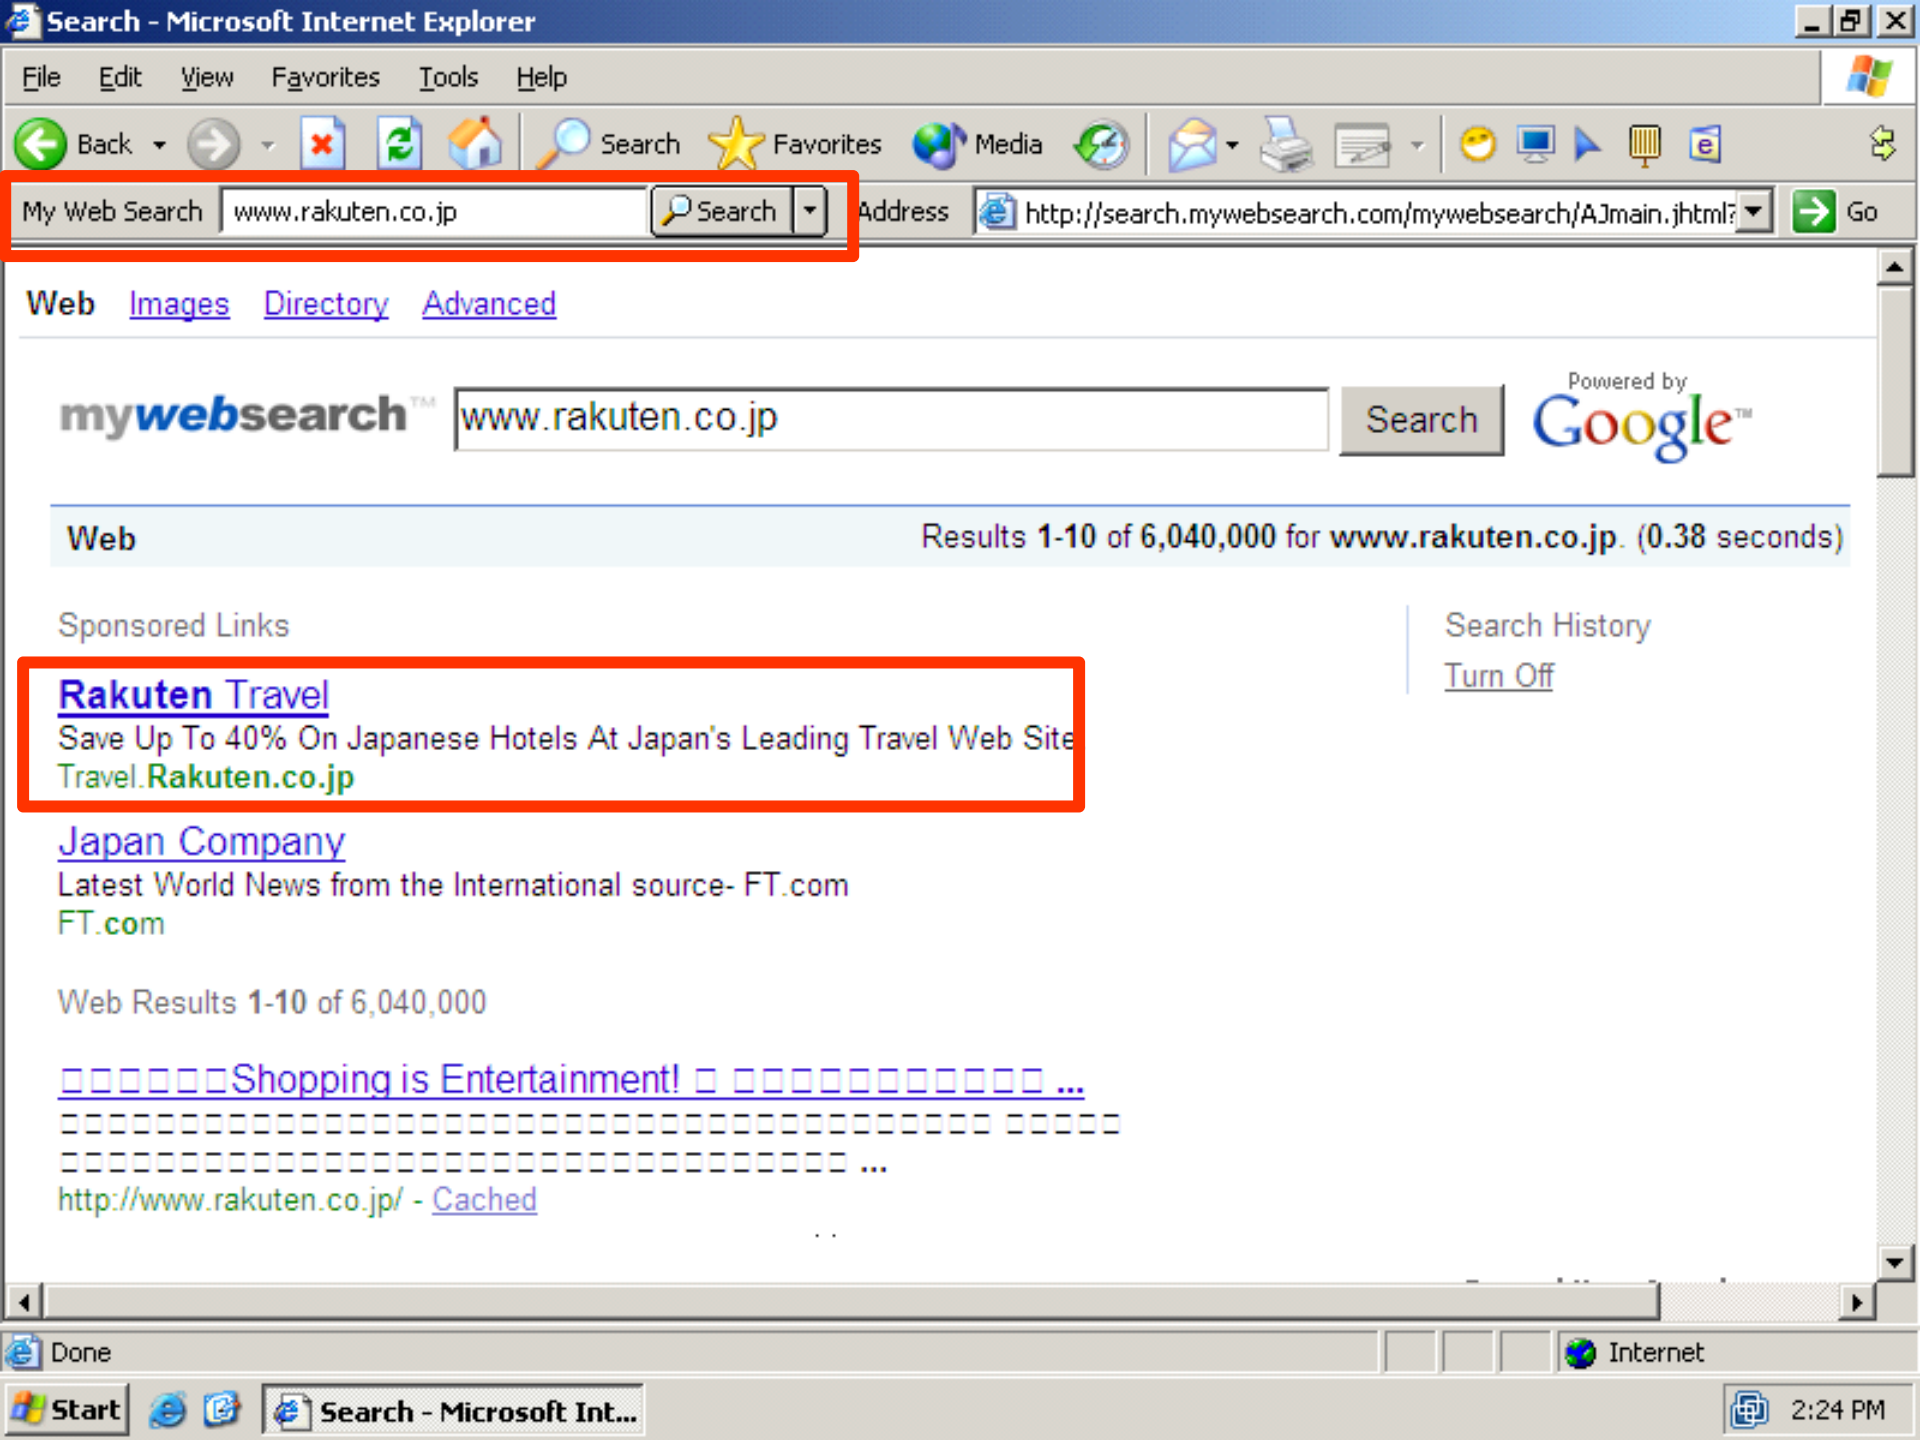 Search - Microsoft Internet Explorer
File Edit View Favorites Tools Help
Back Search Favorites Media
My Web Search www.rakuten.co.jp Search Address http://search.mywebsearch.com/mywebsearch/AJmain.jhtml? Go
Web Images Directory Advanced
mywebsearch™ www.rakuten.co.jp Search Powered by Google™
Web Results 1-10 of 6,040,000 for www.rakuten.co.jp. (0.38 seconds)
Sponsored Links
Search History
Turn Off
Rakuten Travel
Save Up To 40% On Japanese Hotels At Japan's Leading Travel Web Site
Travel.Rakuten.co.jp
Japan Company
Latest World News from the International source- FT.com
FT.com
Web Results 1-10 of 6,040,000
Shopping is Entertainment! ...
...
http://www.rakuten.co.jp/ - Cached
Done Internet
Start Search - Microsoft Int... 2:24 PM